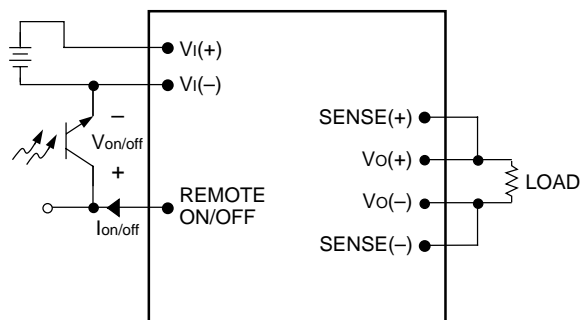 VI(+)
VI(–)
–
Von/off
+
REMOTE
ON/OFF
Ion/off
SENSE(+)
VO(+)
VO(–)
SENSE(–)
LOAD